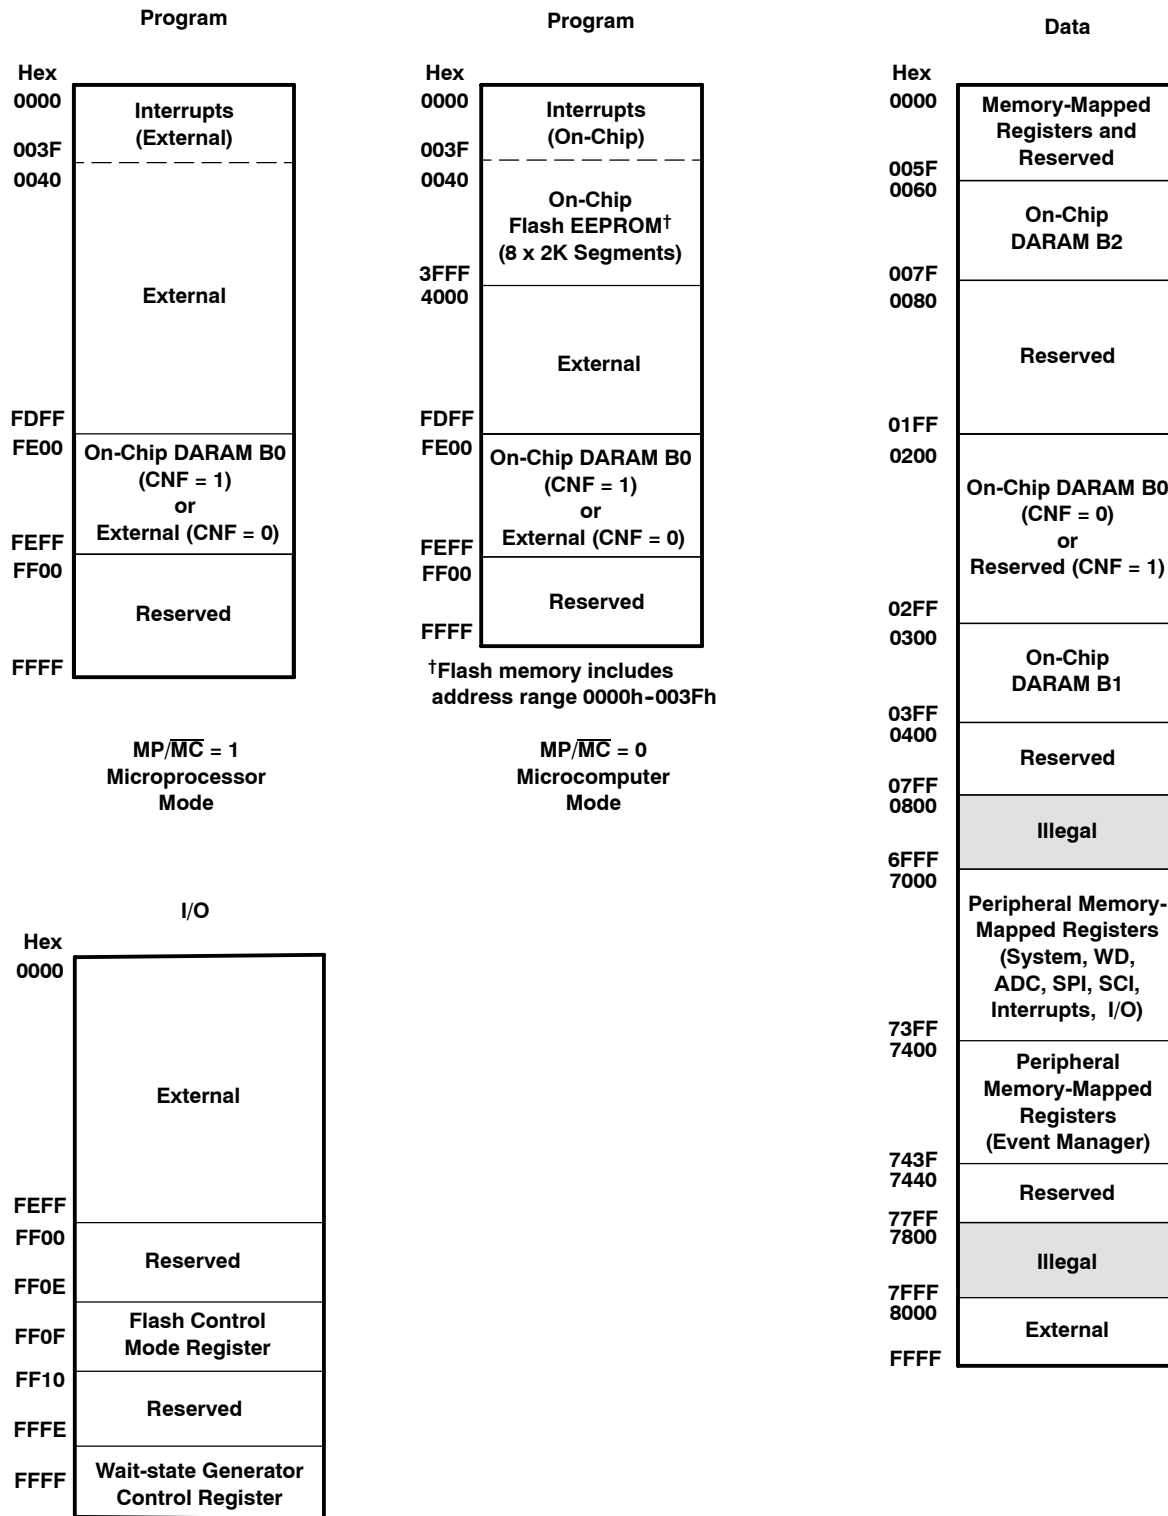 Program
Hex
0000
Interrupts
(External)
003F
0040
External
FDFF
FE00
On-Chip DARAM B0
(CNF = 1)
or
External (CNF = 0)
FEFF
FF00
Reserved
FFFF
MP/M̅C̅ = 1
Microprocessor
Mode
Program
Hex
0000
Interrupts
(On-Chip)
003F
0040
On-Chip
Flash EEPROM†
(8 x 2K Segments)
3FFF
4000
External
FDFF
FE00
On-Chip DARAM B0
(CNF = 1)
or
External (CNF = 0)
FEFF
FF00
Reserved
FFFF
†Flash memory includes
address range 0000h-003Fh
MP/M̅C̅ = 0
Microcomputer
Mode
Data
Hex
0000
Memory-Mapped
Registers and
Reserved
005F
0060
On-Chip
DARAM B2
007F
0080
Reserved
01FF
0200
On-Chip DARAM B0
(CNF = 0)
or
Reserved (CNF = 1)
02FF
0300
On-Chip
DARAM B1
03FF
0400
Reserved
07FF
0800
Illegal
6FFF
7000
Peripheral Memory-
Mapped Registers
(System, WD,
ADC, SPI, SCI,
Interrupts, I/O)
73FF
7400
Peripheral
Memory-Mapped
Registers
(Event Manager)
743F
7440
Reserved
77FF
7800
Illegal
7FFF
8000
External
FFFF
I/O
Hex
0000
External
FEFF
FF00
Reserved
FF0E
FF0F
Flash Control
Mode Register
FF10
Reserved
FFFE
FFFF
Wait-state Generator
Control Register